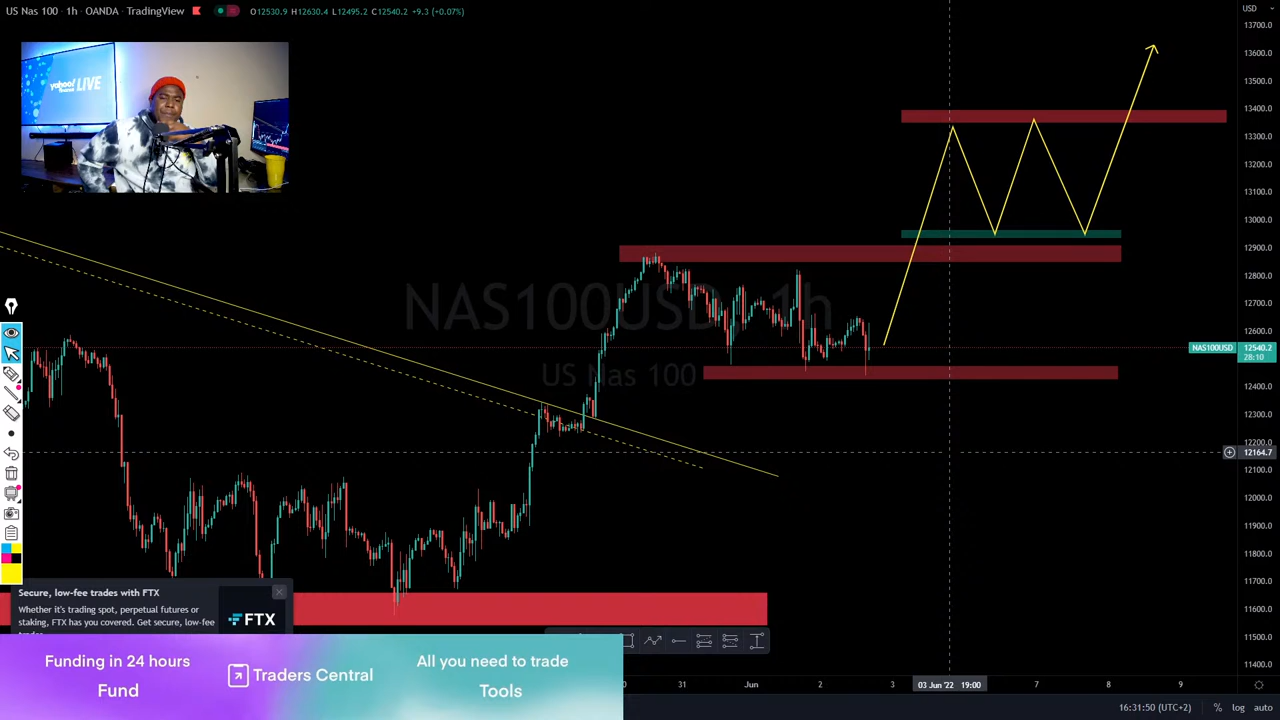 US Nas 100 · 1h · OANDA · TradingView
O12530.9 H12630.4 L12495.2 C12540.2 +9.3 (+0.07%)
USD
yahoo!
LIVE
13700.0
13600.0
13500.0
13400.0
13300.0
13200.0
13100.0
13000.0
12900.0
12800.0
12700.0
12600.0
NAS100USD, 1h
US Nas 100
NAS100USD 12540.2
28:10
12400.0
12300.0
12200.0
12164.7
12100.0
12000.0
11900.0
11800.0
11700.0
11600.0
11500.0
11400.0
Secure, low-fee trades with FTX
Whether it's trading spot, perpetual futures or
staking, FTX has you covered. Get secure, low-fee
FTX
Funding in 24 hours
Fund
Traders Central
All you need to trade
Tools
31 Jun 2 3 03 Jun '22 19:00 7 8 9
16:31:50 (UTC+2) % log auto